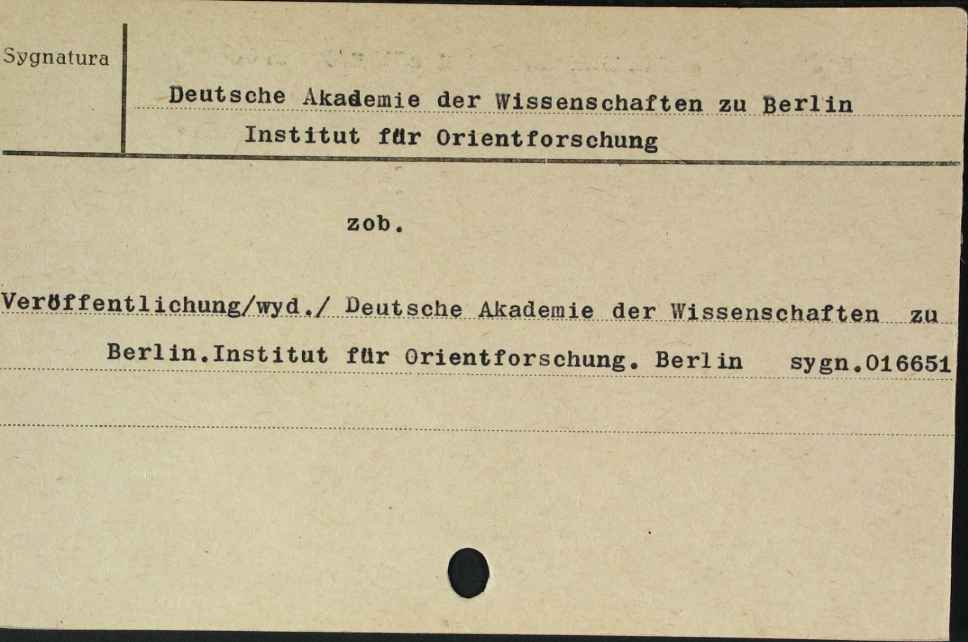 Sygnatura
Deutsche Akademie der Wissenschaften zu Berlin
Institut für Orientforschung
zob.
Veröffentlichung/wyd./ Deutsche Akademie der Wissenschaften zu
Berlin.Institut für Orientforschung. Berlin sygn.016651